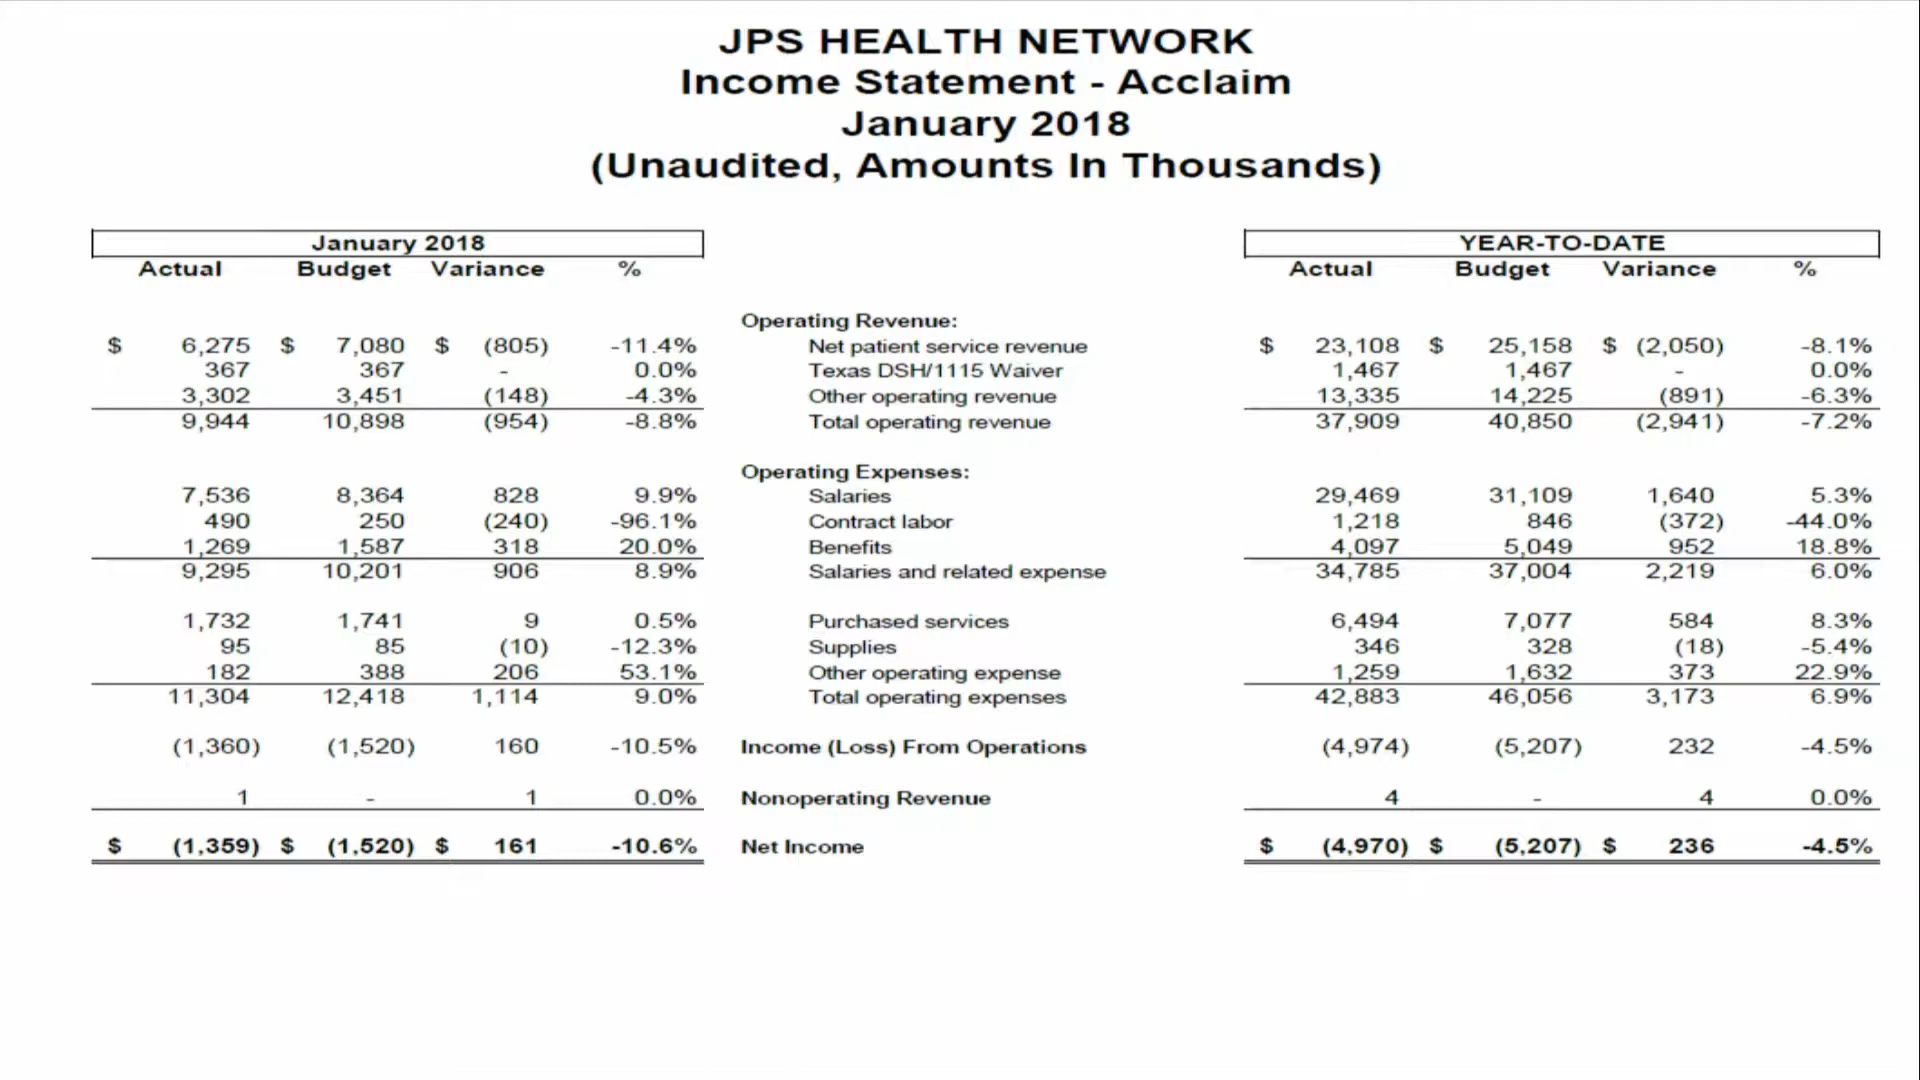 JPS HEALTH NETWORK
Income Statement - Acclaim
January 2018
(Unaudited, Amounts In Thousands)
January 2018 YEAR-TO-DATE
Actual Budget Variance % Actual Budget Variance %
Operating Revenue:
$ 6,275 $ 7,080 $ (805) -11.4% Net patient service revenue $ 23,108 $ 25,158 $ (2,050) -8.1%
367 367 - 0.0% Texas DSH/1115 Waiver 1,467 1,467 - 0.0%
3,302 3,451 (148) -4.3% Other operating revenue 13,335 14,225 (891) -6.3%
9,944 10,898 (954) -8.8% Total operating revenue 37,909 40,850 (2,941) -7.2%
Operating Expenses:
7,536 8,364 828 9.9% Salaries 29,469 31,109 1,640 5.3%
490 250 (240) -96.1% Contract labor 1,218 846 (372) -44.0%
1,269 1,587 318 20.0% Benefits 4,097 5,049 952 18.8%
9,295 10,201 906 8.9% Salaries and related expense 34,785 37,004 2,219 6.0%
1,732 1,741 9 0.5% Purchased services 6,494 7,077 584 8.3%
95 85 (10) -12.3% Supplies 346 328 (18) -5.4%
182 388 206 53.1% Other operating expense 1,259 1,632 373 22.9%
11,304 12,418 1,114 9.0% Total operating expenses 42,883 46,056 3,173 6.9%
(1,360) (1,520) 160 -10.5% Income (Loss) From Operations (4,974) (5,207) 232 -4.5%
1 - 1 0.0% Nonoperating Revenue 4 - 4 0.0%
$ (1,359) $ (1,520) $ 161 -10.6% Net Income $ (4,970) $ (5,207) $ 236 -4.5%